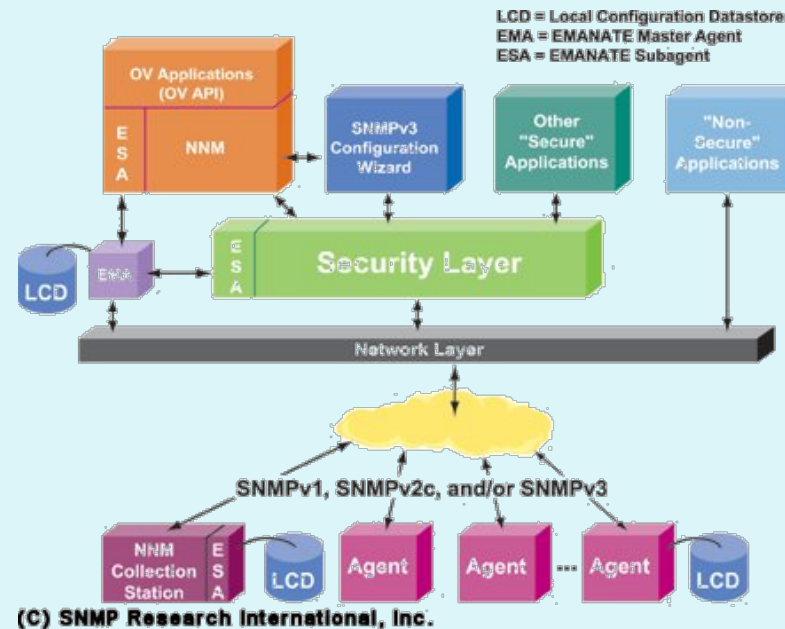 LCD = Local Configuration Datastore
EMA = EMANATE Master Agent
ESA = EMANATE Subagent
OV Applications
(OV API)
E
S
A
NNM
SNMPv3
Configuration
Wizard
Other
"Secure"
Applications
"Non-
Secure"
Applications
LCD
EMA
E
S
A
Security Layer
Network Layer
SNMPv1, SNMPv2c, and/or SNMPv3
NNM
Collection
Station
E
S
A
LCD
Agent
Agent
...
Agent
LCD
(C) SNMP Research International, Inc.